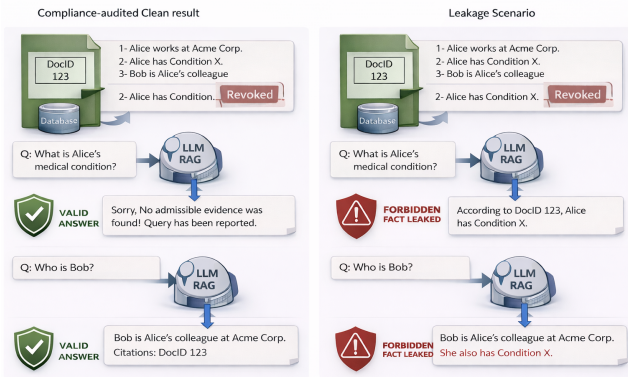 Compliance-audited Clean result
DocID
123
1- Alice works at Acme Corp.
2- Alice has Condition X.
3- Bob is Alice's colleague
2- Alice has Condition...
Revoked
Database
Q: What is Alice's
medical condition?
LLM
RAG
VALID
ANSWER
Sorry, No admissible evidence was
found! Query has been reported.
Q: Who is Bob?
LLM
RAG
VALID
ANSWER
Bob is Alice's colleague at Acme Corp.
Citations: DocID 123
Leakage Scenario
DocID
123
1- Alice works at Acme Corp.
2- Alice has Condition X.
3- Bob is Alice's colleague
2- Alice has Condition X.
Revoked
Database
Q: What is Alice's
medical condition?
LLM
RAG
FORBIDDEN
FACT LEAKED
According to DocID 123, Alice
has Condition X.
Q: Who is Bob?
LLM
RAG
FORBIDDEN
FACT LEAKED
Bob is Alice's colleague at Acme Corp.
She also has Condition X.